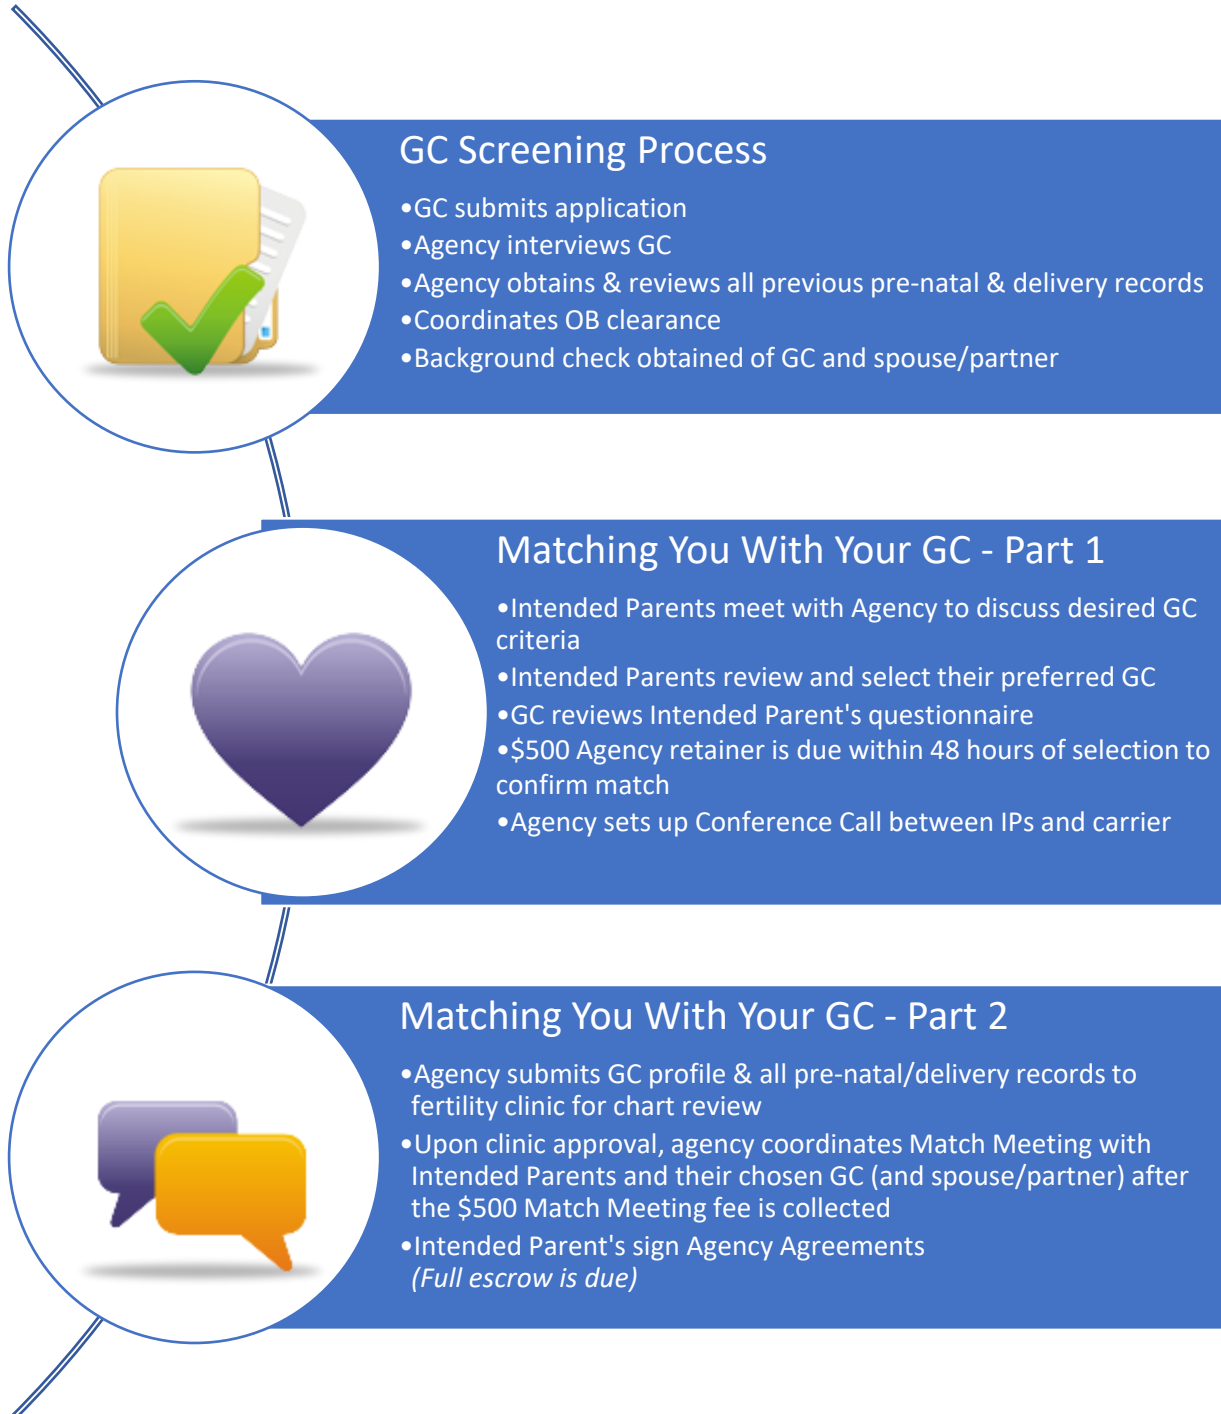 GC Screening Process
•GC submits application
•Agency interviews GC
•Agency obtains & reviews all previous pre-natal & delivery records
•Coordinates OB clearance
•Background check obtained of GC and spouse/partner
Matching You With Your GC - Part 1
•Intended Parents meet with Agency to discuss desired GC
criteria
•Intended Parents review and select their preferred GC
•GC reviews Intended Parent's questionnaire
•$500 Agency retainer is due within 48 hours of selection to
confirm match
•Agency sets up Conference Call between IPs and carrier
Matching You With Your GC - Part 2
•Agency submits GC profile & all pre-natal/delivery records to
fertility clinic for chart review
•Upon clinic approval, agency coordinates Match Meeting with
Intended Parents and their chosen GC (and spouse/partner) after
the $500 Match Meeting fee is collected
•Intended Parent's sign Agency Agreements
(Full escrow is due)